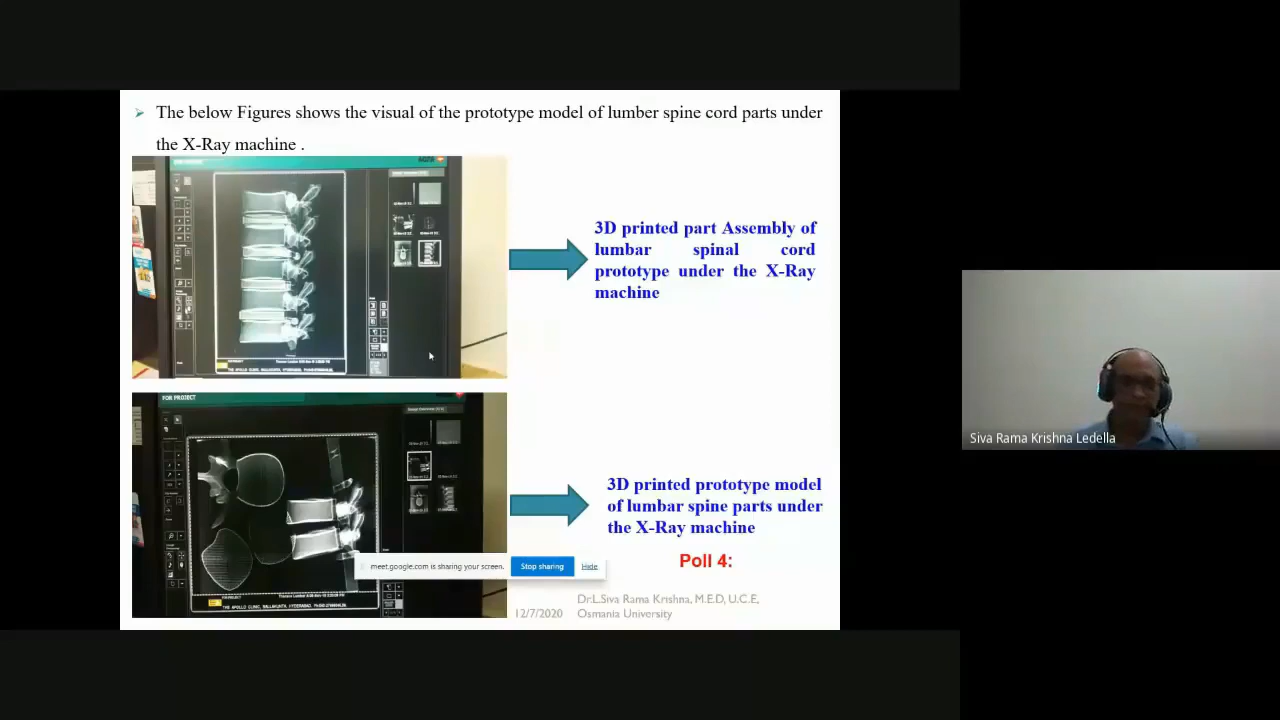 The below Figures shows the visual of the prototype model of lumber spine cord parts under
the X-Ray machine .
3D printed part Assembly of
lumbar spinal cord
prototype under the X-Ray
machine
FOR PROJECT
3D printed prototype model
of lumbar spine parts under
the X-Ray machine
Poll 4:
meet.google.com is sharing your screen.
Stop sharing
Hide
Dr.L.Siva Rama Krishna, M.E.D, U.C.E,
12/7/2020
Osmania University
Siva Rama Krishna Ledella